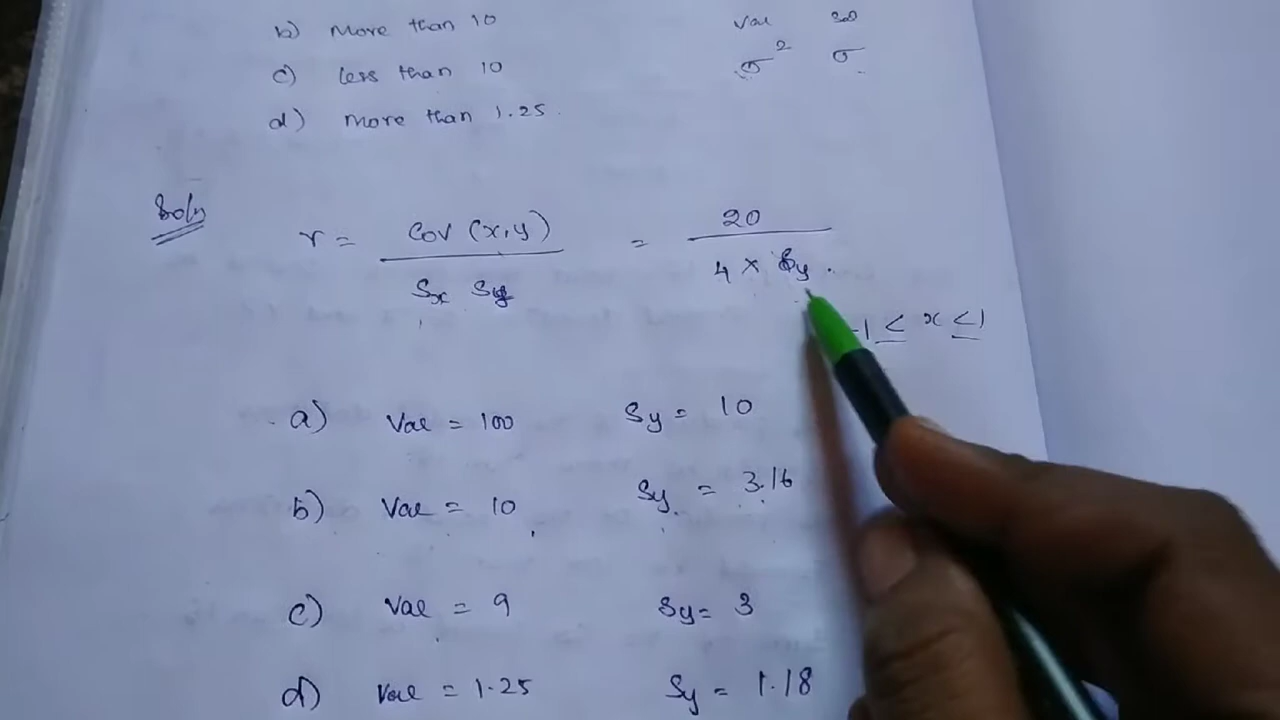 b) More than 10
Var SD
c) less than 10
σ² σ
d) more than 1.25
Soln
r = Cov (x,y) / Sx Sy = 20 / 4 × Sy.
-1 ≤ x ≤ 1
a) Var = 100 Sy = 10
b) Var = 10 Sy = 3.16
c) Var = 9 Sy = 3
d) Var = 1.25 Sy = 1.18